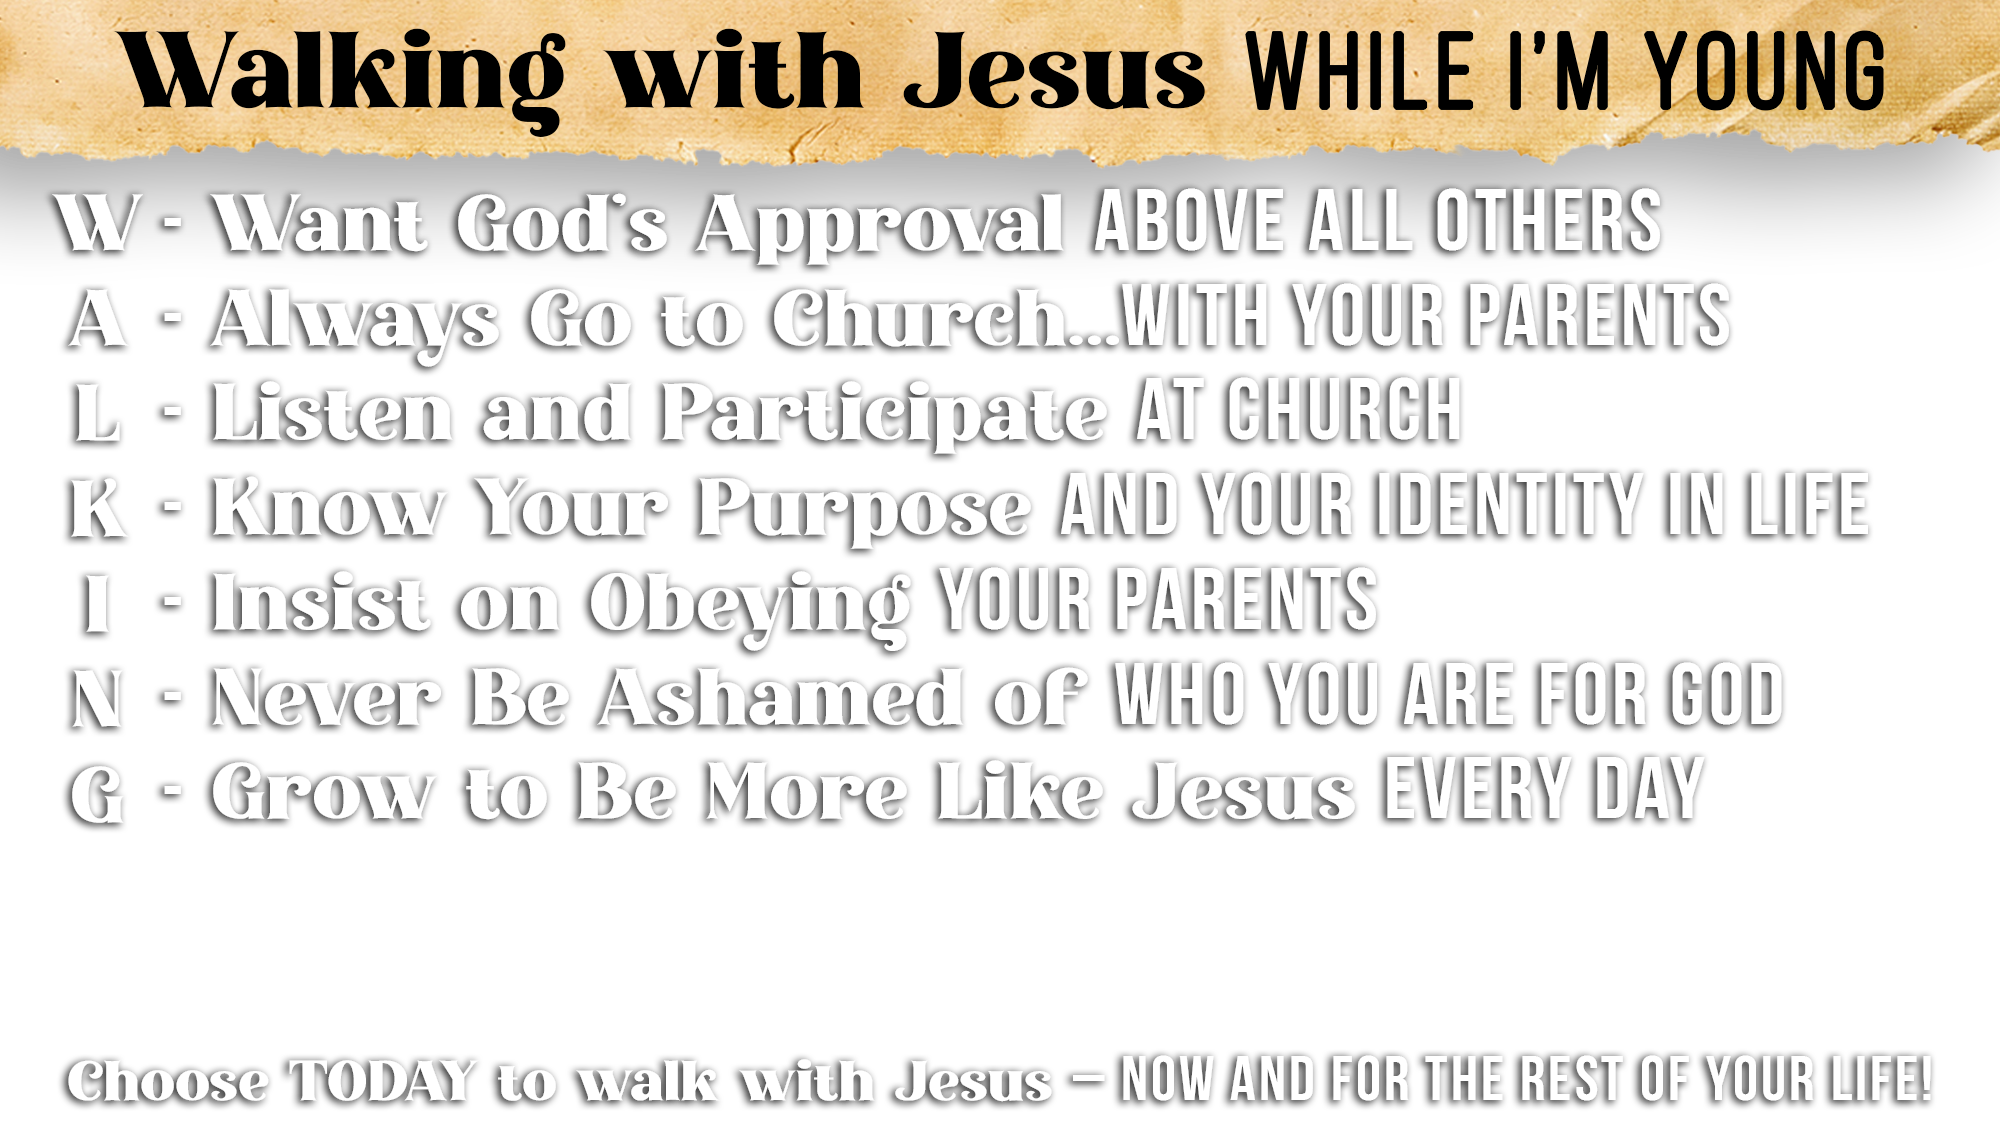 Walking with Jesus WHILE I'M YOUNG
W - Want God's Approval ABOVE ALL OTHERS
A - Always Go to Church...WITH YOUR PARENTS
L - Listen and Participate AT CHURCH
K - Know Your Purpose AND YOUR IDENTITY IN LIFE
I - Insist on Obeying YOUR PARENTS
N - Never Be Ashamed of WHO YOU ARE FOR GOD
G - Grow to Be More Like Jesus EVERY DAY
Choose TODAY to walk with Jesus – NOW AND FOR THE REST OF YOUR LIFE!